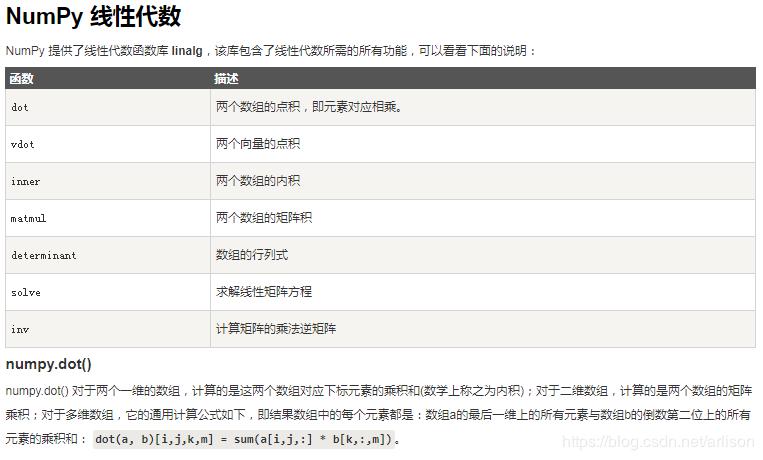 NumPy 线性代数
NumPy 提供了线性代数函数库 linalg，该库包含了线性代数所需的所有功能，可以看看下面的说明：
函数 描述
dot 两个数组的点积，即元素对应相乘。
vdot 两个向量的点积
inner 两个数组的内积
matmul 两个数组的矩阵积
determinant 数组的行列式
solve 求解线性矩阵方程
inv 计算矩阵的乘法逆矩阵
numpy.dot()
numpy.dot() 对于两个一维的数组，计算的是这两个数组对应下标元素的乘积和(数学上称之为内积)；对于二维数组，计算的是两个数组的矩阵
乘积；对于多维数组，它的通用计算公式如下，即结果数组中的每个元素都是：数组a的最后一维上的所有元素与数组b的倒数第二位上的所有
元素的乘积和： dot(a, b)[i,j,k,m] = sum(a[i,j,:] * b[k,:,m])。
https://blog.csdn.net/arlison